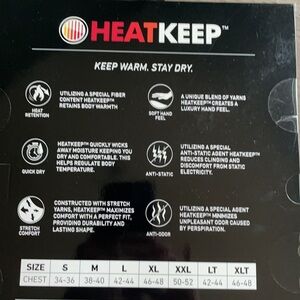 HEATKEEP™
KEEP WARM. STAY DRY.
HEAT
RETENTION
UTILIZING A SPECIAL FIBER
CONTENT HEATKEEP™
RETAINS BODY WARMTH
SOFT HAND
FEEL
A UNIQUE BLEND OF YARNS
HEATKEEP™ CREATES A
LUXURY HAND FEEL.
QUICK DRY
HEATKEEP™ QUICKLY WICKS
AWAY MOISTURE KEEPING YOU
DRY AND COMFORTABLE. THIS
HELPS REGULATE BODY
TEMPERATURE.
ANTI-STATIC
UTILIZING A SPECIAL
ANTI-STATIC AGENT HEATKEEP™
REDUCES CLINGING AND
DISCOMFORT FROM STATIC
ELECTRICITY.
STRETCH
COMFORT
CONSTRUCTED WITH STRETCH
YARNS, HEATKEEP™ MAXIMIZES
COMFORT WITH A PERFECT FIT,
PROVIDING DURABILITY AND
LASTING SHAPE.
ANTI-ODOR
UTILIZING A SPECIAL AGENT
HEATKEEP™ MINIMIZES
UNPLEASANT ODOR CAUSED
BY PERSPIRATION.
SIZE S M L XL XXL LT XLT
CHEST 34-36 38-40 42-44 46-48 50-52 42-44 46-48